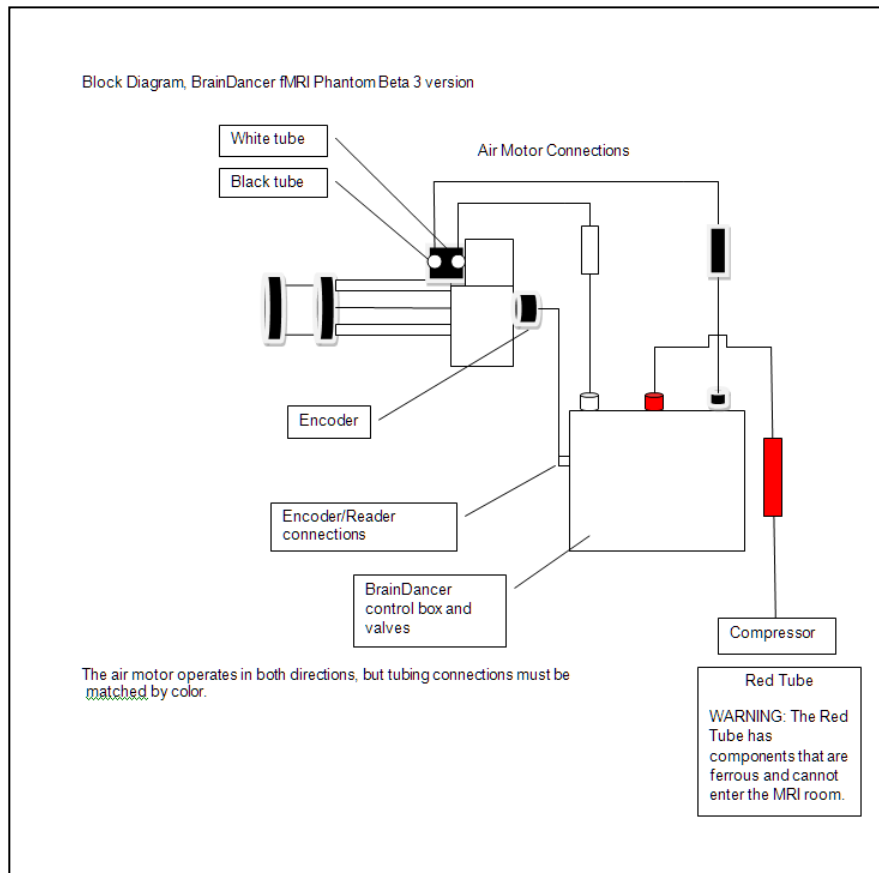 Block Diagram, BrainDancer fMRI Phantom Beta 3 version
White tube
Air Motor Connections
Black tube
Encoder
Encoder/Reader
connections
BrainDancer
control box and
valves
Compressor
The air motor operates in both directions, but tubing connections must be
matched by color.
Red Tube
WARNING: The Red
Tube has
components that are
ferrous and cannot
enter the MRI room.